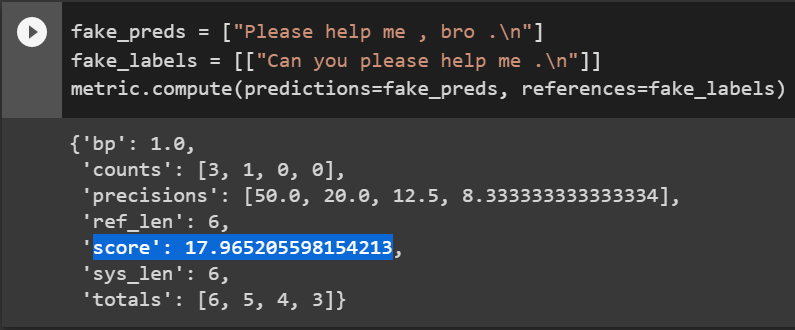 fake_preds = ["Please help me , bro .\n"]
fake_labels = [["Can you please help me .\n"]]
metric.compute(predictions=fake_preds, references=fake_labels)
{'bp': 1.0,
'counts': [3, 1, 0, 0],
'precisions': [50.0, 20.0, 12.5, 8.333333333333334],
'ref_len': 6,
'score': 17.965205598154213,
'sys_len': 6,
'totals': [6, 5, 4, 3]}